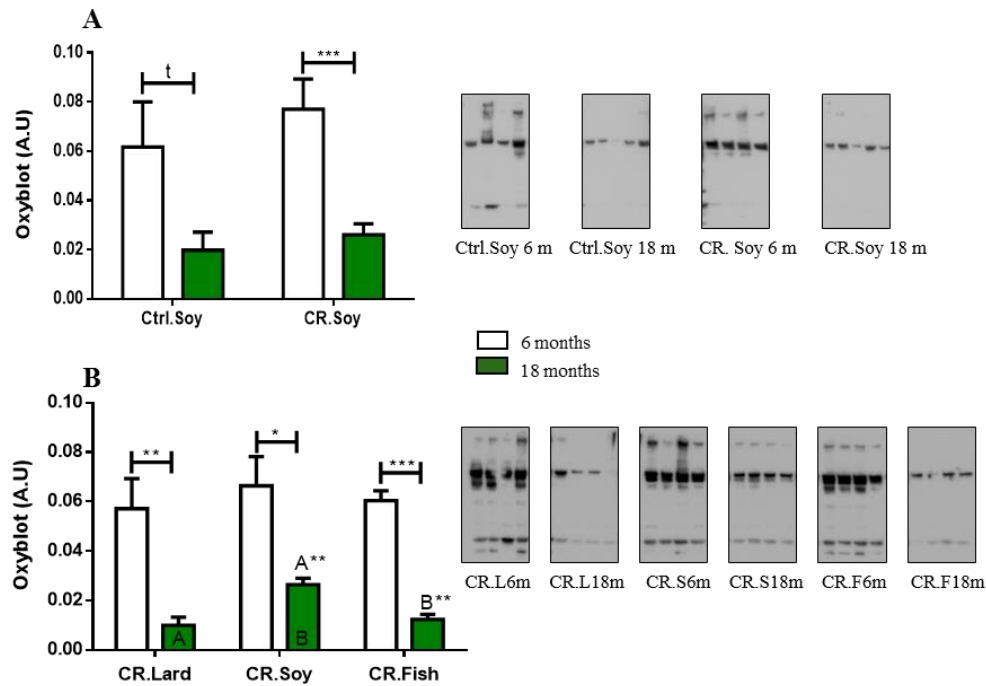 A
Oxyblot (A.U)
0.10
0.08
0.06
0.04
0.02
0.00
t
***
Ctrl.Soy
CR.Soy
Ctrl.Soy 6 m
Ctrl.Soy 18 m
CR. Soy 6 m
CR.Soy 18 m
6 months
18 months
B
Oxyblot (A.U)
0.10
0.08
0.06
0.04
0.02
0.00
**
*
***
A**
B**
A
B
CR.Lard
CR.Soy
CR.Fish
CR.L6m
CR.L18m
CR.S6m
CR.S18m
CR.F6m
CR.F18m